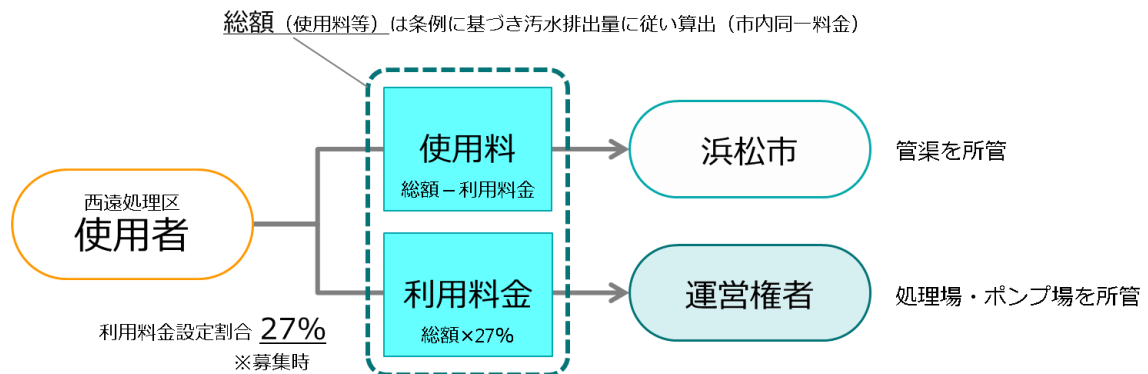 総額（使用料等）は条例に基づき汚水排出量に従い算出（市内同一料金）
使用料
総額－利用料金
浜松市
管渠を所管
西遠処理区
使用者
利用料金
総額×27%
運営権者
処理場・ポンプ場を所管
利用料金設定割合 27%
※募集時